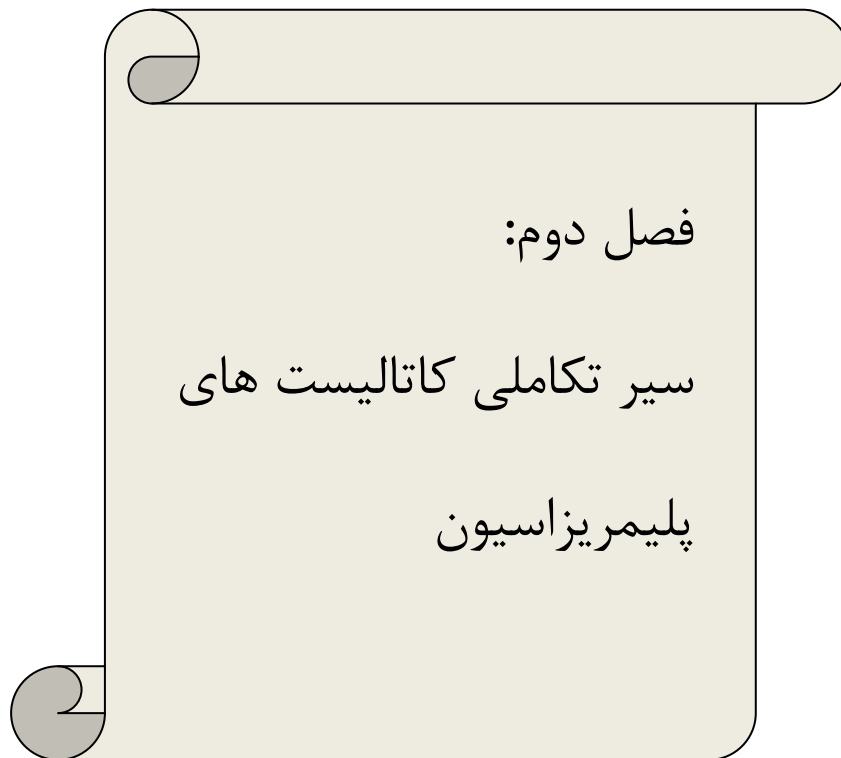 فصل دوم:
سیر تکاملی کاتالیست های
پلیمریزاسیون